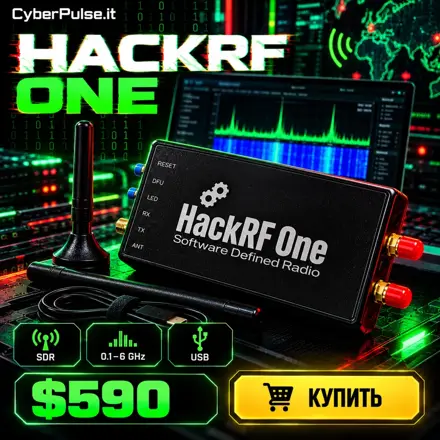 CyberPulse.it
HACKRF
ONE
RESET
DFU
LED
RX
TX
ANT
HackRF One
Software Defined Radio
SDR
0.1–6 GHz
USB
$590
КУПИТЬ